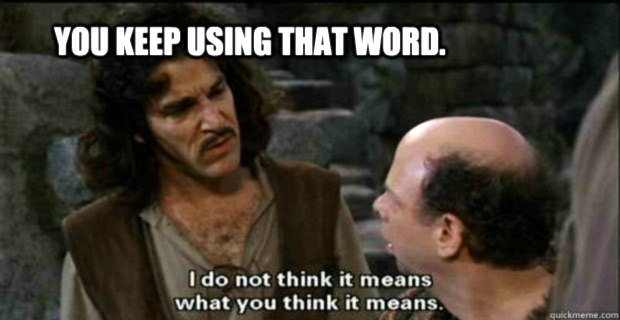 YOU KEEP USING THAT WORD.
I do not think it means
what you think it means.
quickmeme.com